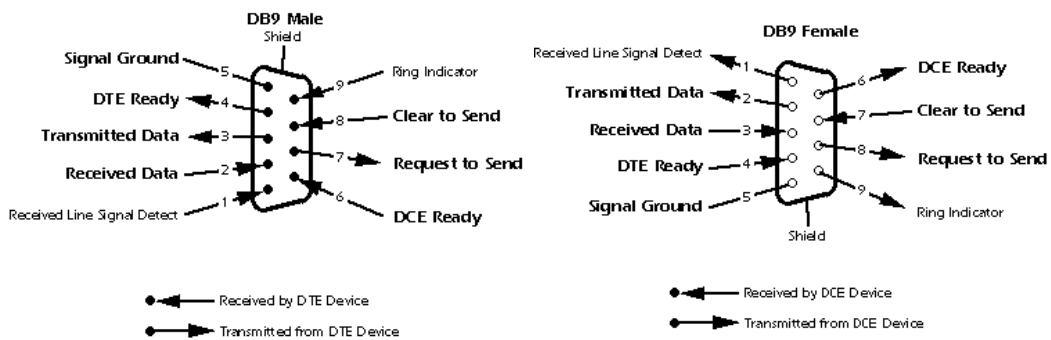 DB9 Male
Shield
Signal Ground 5
9 Ring Indicator
DTE Ready 4
8 Clear to Send
Transmitted Data 3
7 Request to Send
Received Data 2
6 DCE Ready
Received Line Signal Detect 1
Received by DTE Device
Transmitted from DTE Device
DB9 Female
Received Line Signal Detect 1
6 DCE Ready
Transmitted Data 2
7 Clear to Send
Received Data 3
8 Request to Send
DTE Ready 4
9 Ring Indicator
Signal Ground 5
Shield
Received by DCE Device
Transmitted from DCE Device